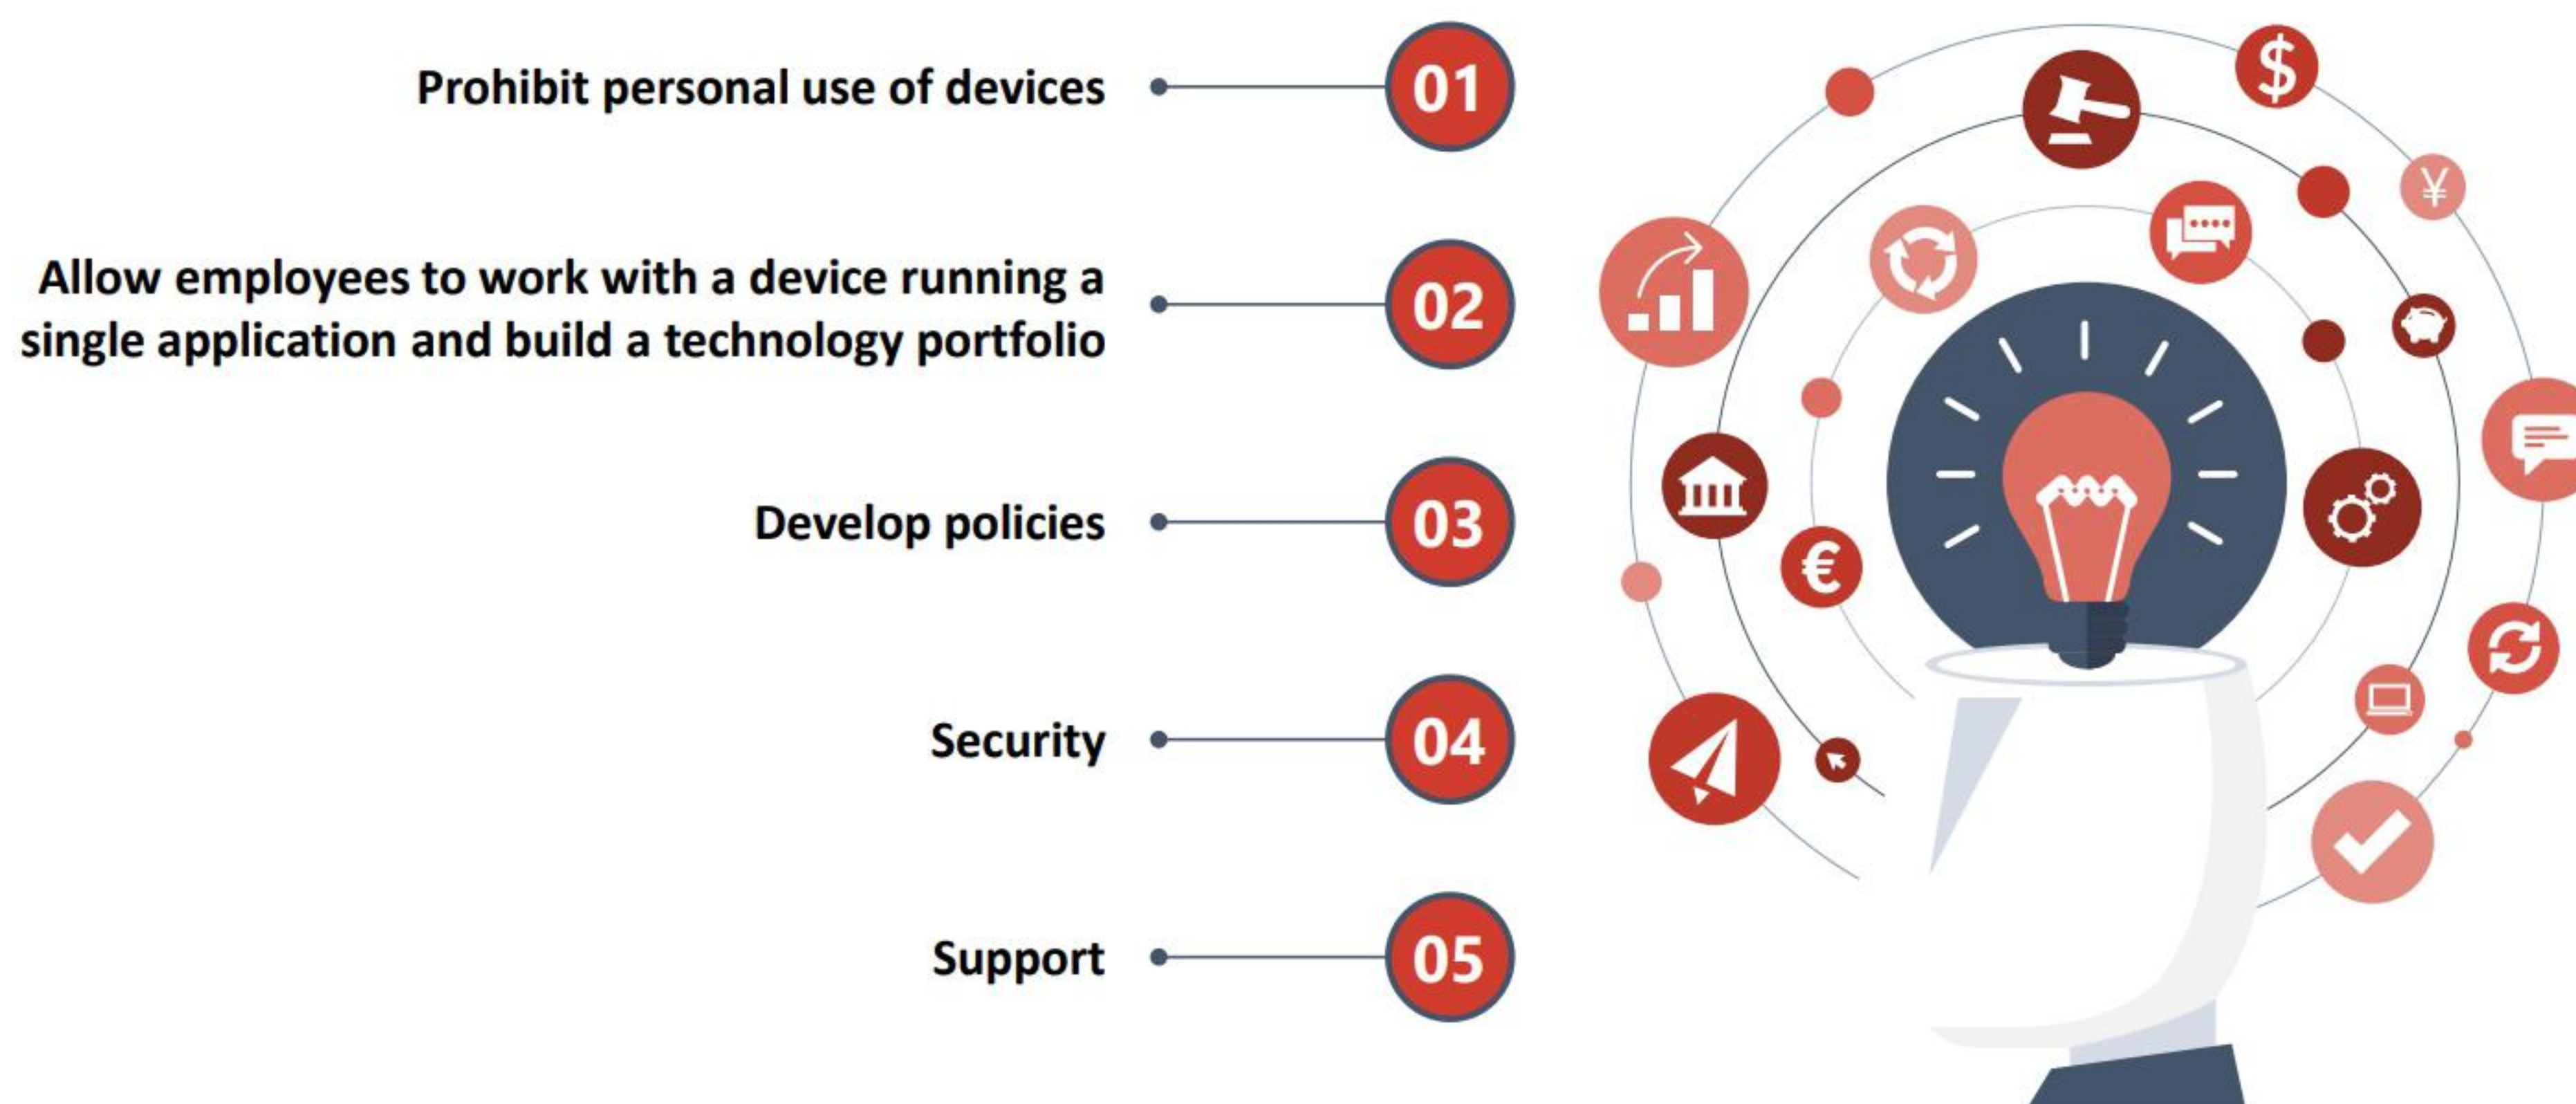 Prohibit personal use of devices
01
Allow employees to work with a device running a
single application and build a technology portfolio
02
Develop policies
03
Security
04
Support
05
$
¥
€